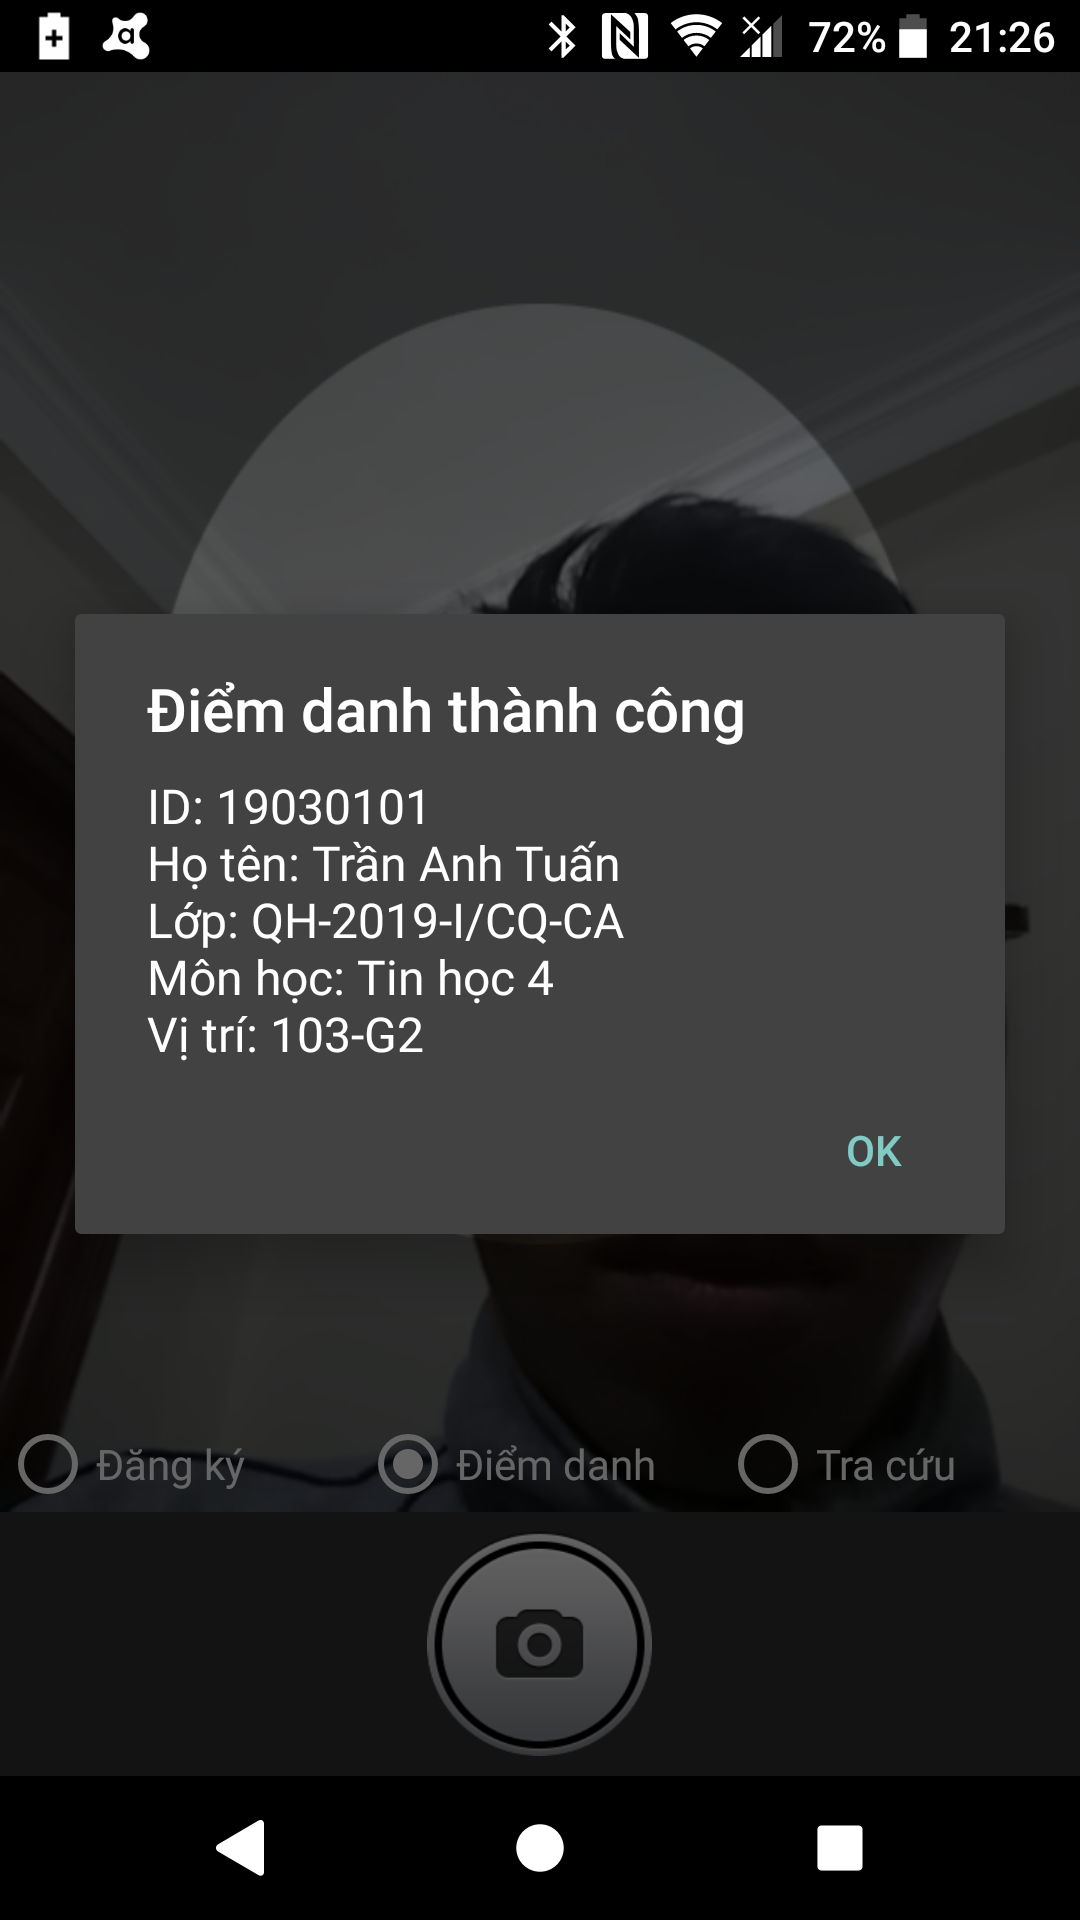 72% 21:26
Điểm danh thành công
ID: 19030101
Họ tên: Trần Anh Tuấn
Lớp: QH-2019-I/CQ-CA
Môn học: Tin học 4
Vị trí: 103-G2
OK
Đăng ký Điểm danh Tra cứu